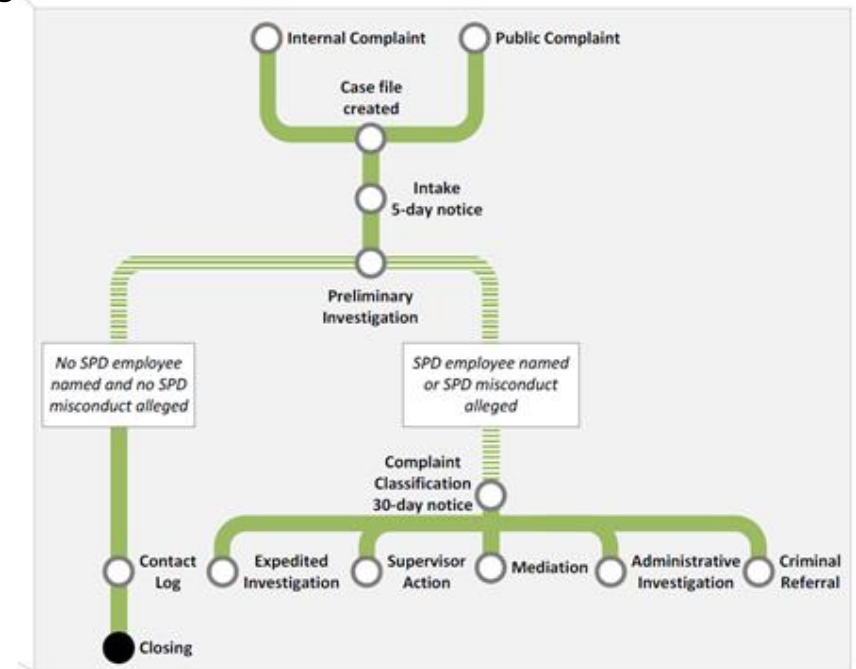 Internal Complaint
Public Complaint
Case file
created
Intake
5-day notice
Preliminary
Investigation
No SPD employee
named and no SPD
misconduct alleged
SPD employee named
or SPD misconduct
alleged
Complaint
Classification
30-day notice
Contact
Log
Expedited
Investigation
Supervisor
Action
Mediation
Administrative
Investigation
Criminal
Referral
Closing